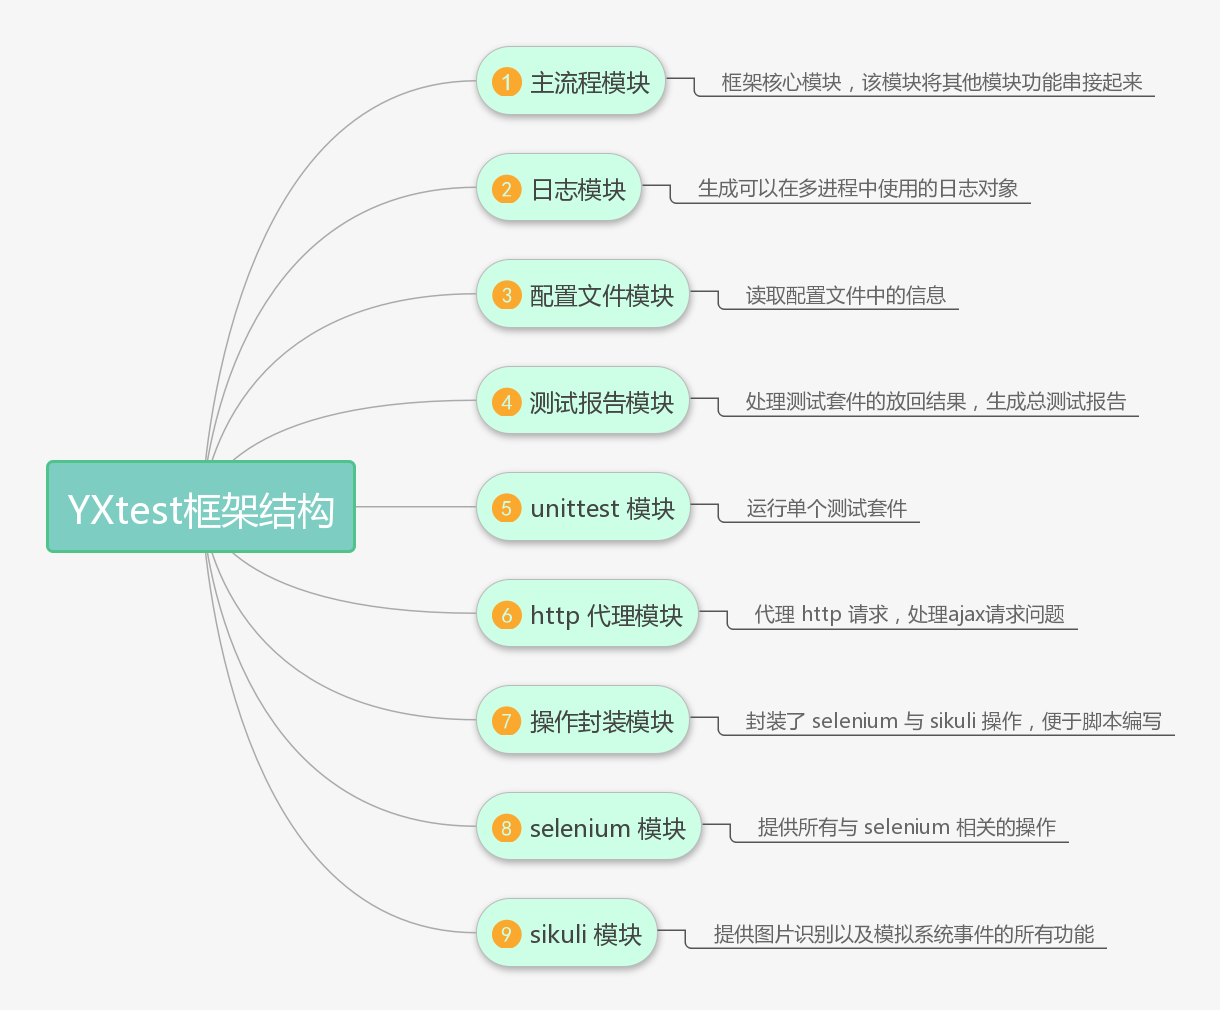 YXtest框架结构
1 主流程模块
框架核心模块，该模块将其他模块功能串接起来
2 日志模块
生成可以在多进程中使用的日志对象
3 配置文件模块
读取配置文件中的信息
4 测试报告模块
处理测试套件的放回结果，生成总测试报告
5 unittest 模块
运行单个测试套件
6 http 代理模块
代理 http 请求，处理ajax请求问题
7 操作封装模块
封装了 selenium 与 sikuli 操作，便于脚本编写
8 selenium 模块
提供所有与 selenium 相关的操作
9 sikuli 模块
提供图片识别以及模拟系统事件的所有功能